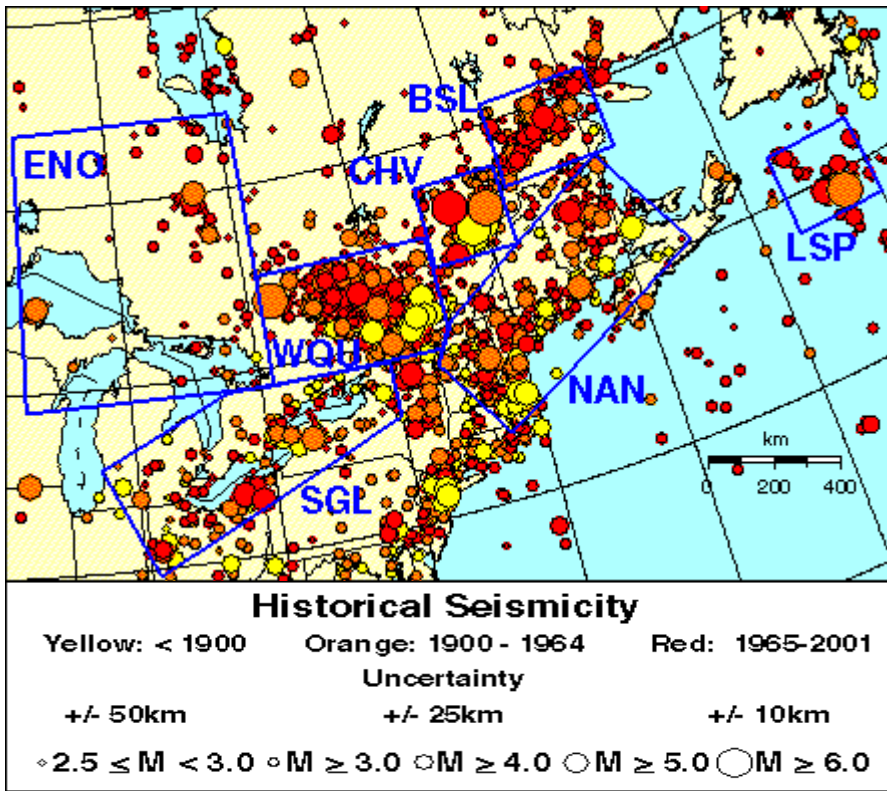 BSL
ENO
CHV
LSP
WQU
NAN
SGL
km
0 200 400
Historical Seismicity
Yellow: < 1900 Orange: 1900 - 1964 Red: 1965-2001
Uncertainty
+/- 50km +/- 25km +/- 10km
2.5 ≤ M < 3.0 M ≥ 3.0 M ≥ 4.0 M ≥ 5.0 M ≥ 6.0